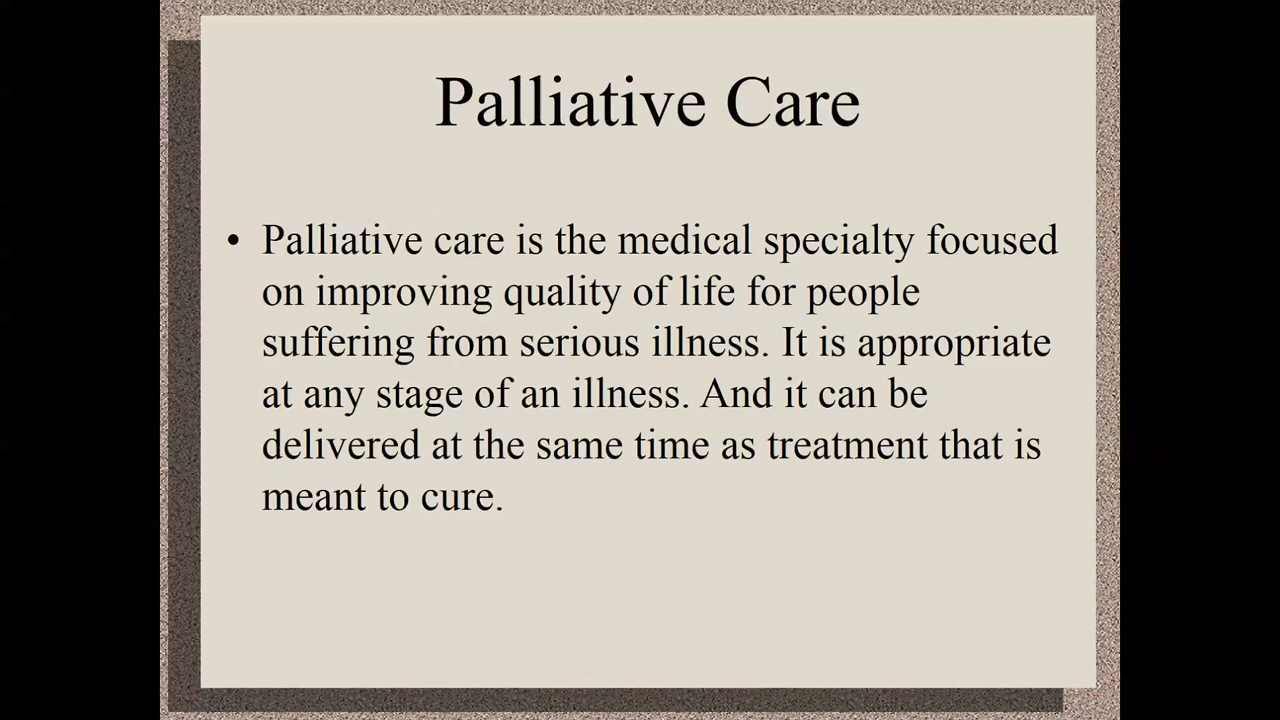 Palliative Care
• Palliative care is the medical specialty focused
on improving quality of life for people
suffering from serious illness. It is appropriate
at any stage of an illness. And it can be
delivered at the same time as treatment that is
meant to cure.